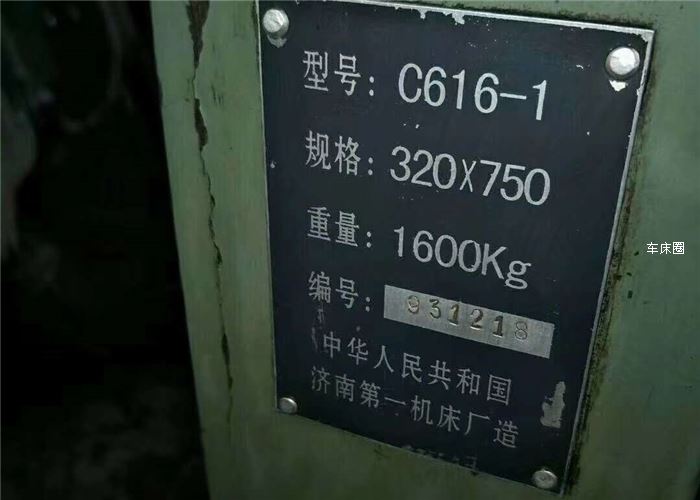 型号: C616-1
规格: 320X750
重量: 1600Kg
编号: 931218
中华人民共和国
济南第一机床厂造
车床圈